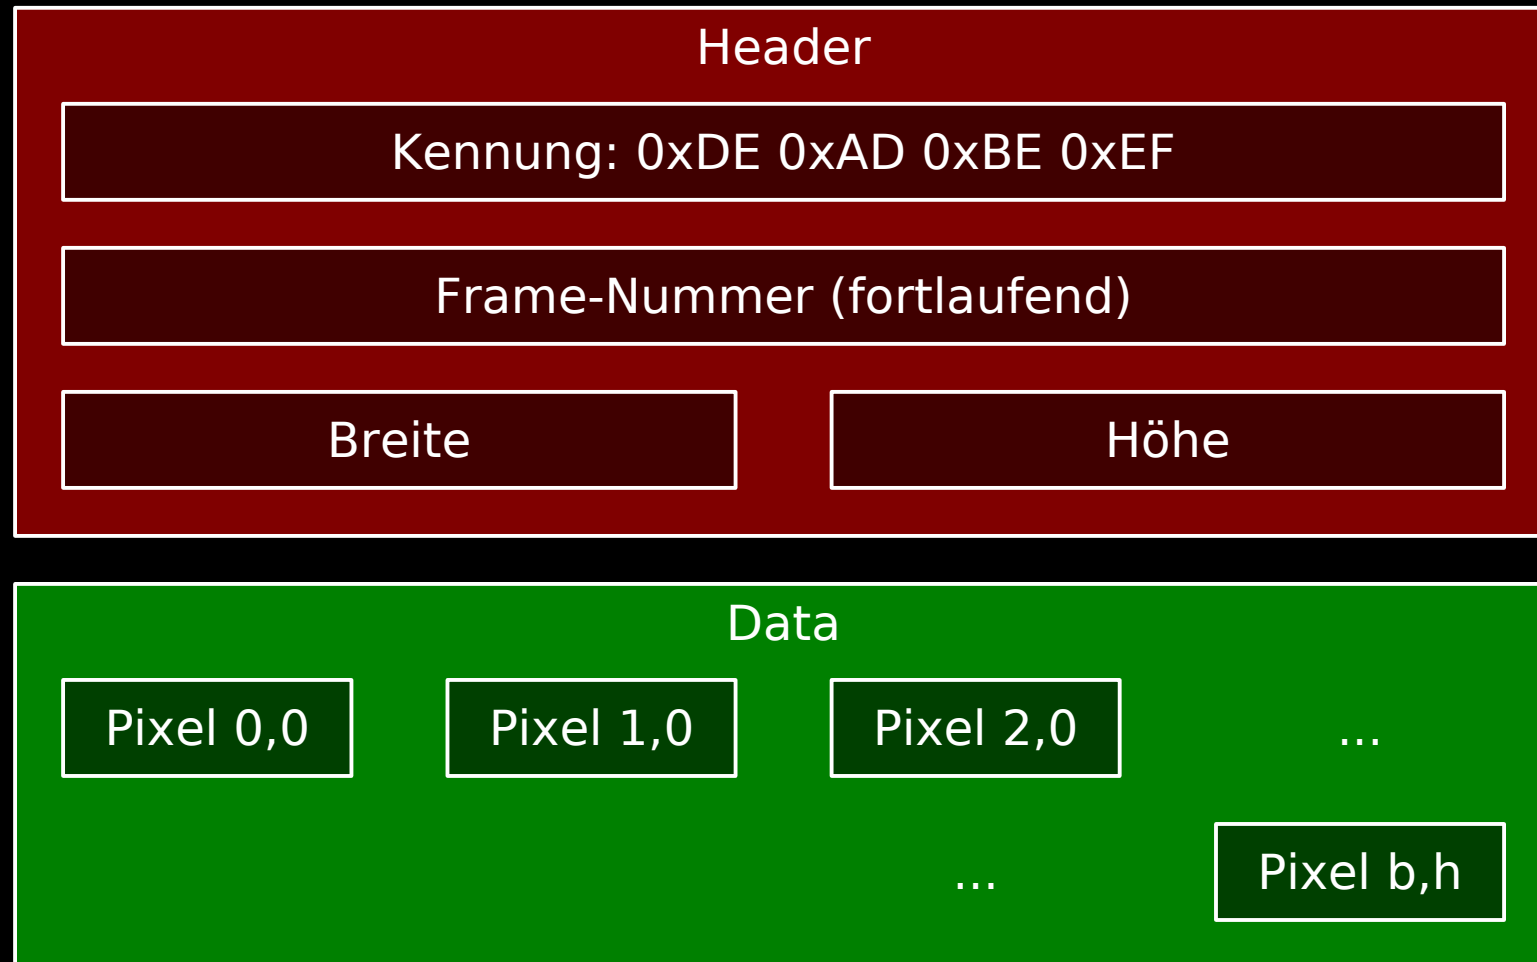 Header
Kennung: 0xDE 0xAD 0xBE 0xEF
Frame-Nummer (fortlaufend)
Breite Höhe
Data
Pixel 0,0 Pixel 1,0 Pixel 2,0 ...
... Pixel b,h